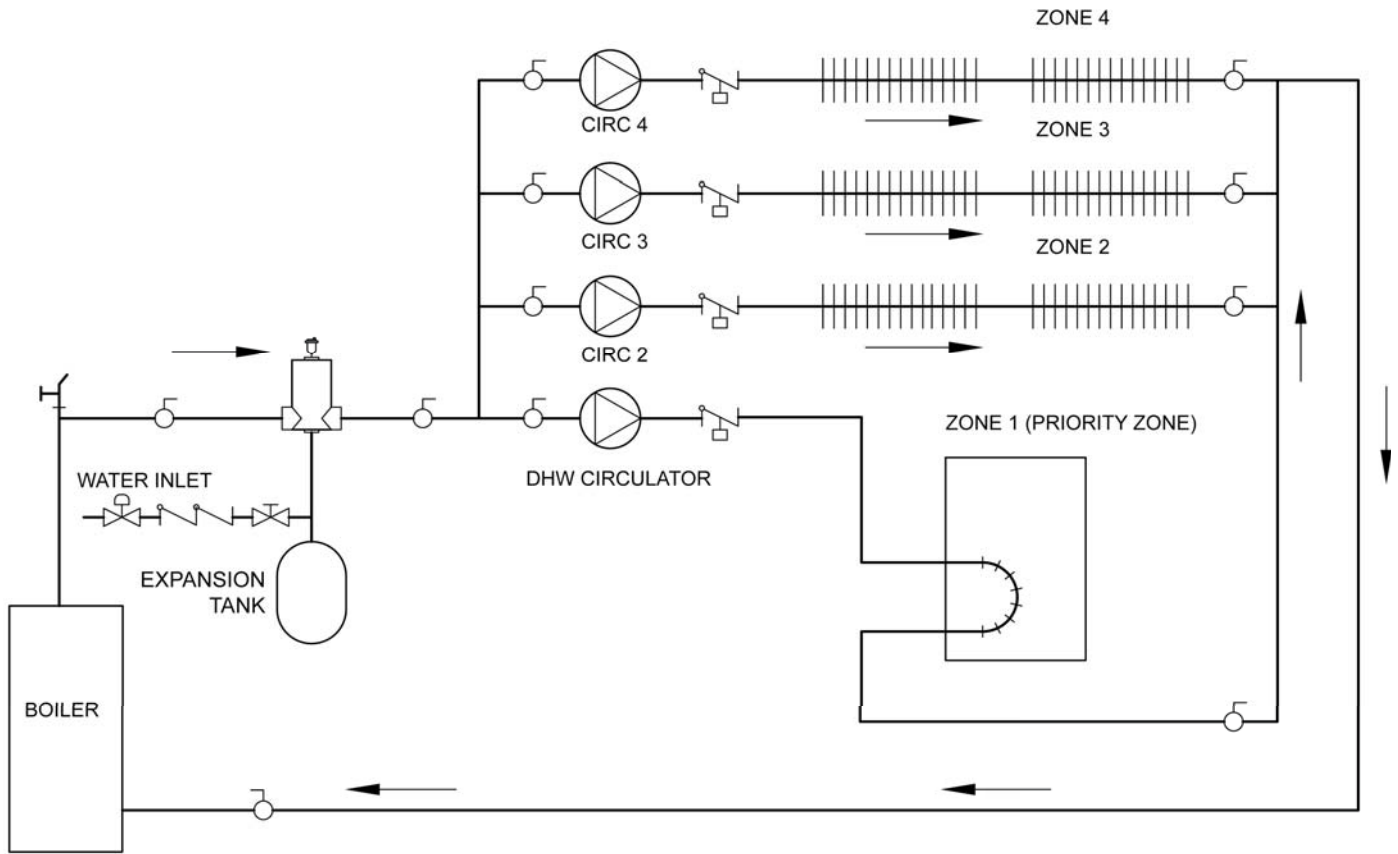 ZONE 4
CIRC 4
ZONE 3
CIRC 3
ZONE 2
CIRC 2
ZONE 1 (PRIORITY ZONE)
DHW CIRCULATOR
WATER INLET
EXPANSION
TANK
BOILER